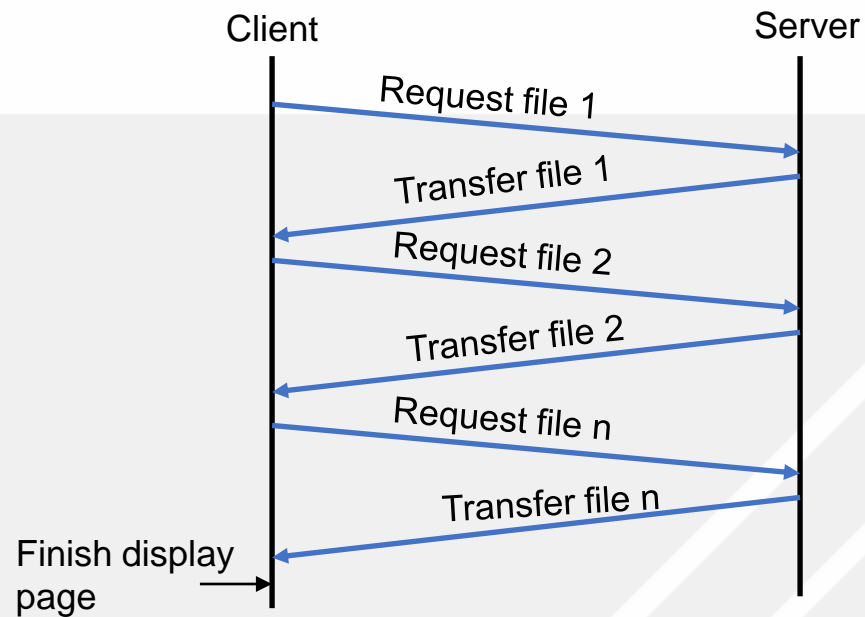 Client
Server
Request file 1
Transfer file 1
Request file 2
Transfer file 2
Request file n
Transfer file n
Finish display
page